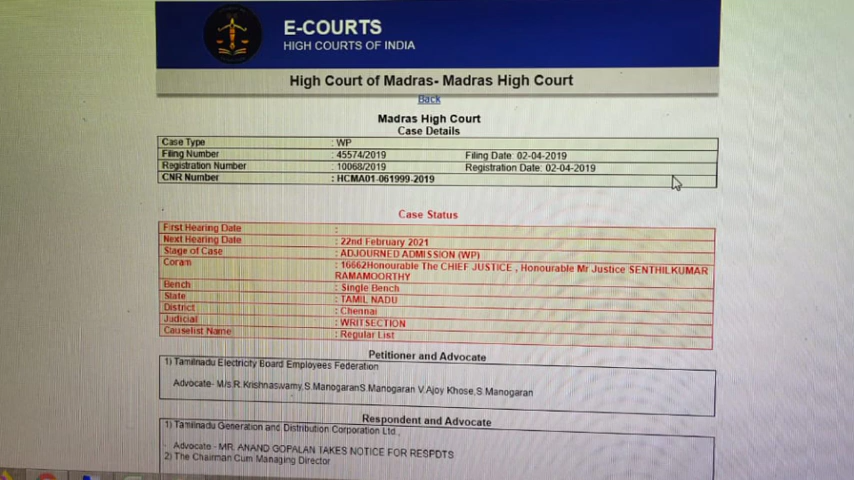 E-COURTS
HIGH COURTS OF INDIA
High Court of Madras- Madras High Court
Back
Madras High Court
Case Details
Case Type : WP
Filing Number : 45574/2019 Filing Date: 02-04-2019
Registration Number : 10068/2019 Registration Date: 02-04-2019
CNR Number : HCMA01-061999-2019
Case Status
First Hearing Date :
Next Hearing Date : 22nd February 2021
Stage of Case : ADJOURNED ADMISSION (WP)
Coram : 16662Honourable The CHIEF JUSTICE , Honourable Mr Justice SENTHILKUMAR
RAMAMOORTHY
Bench : Single Bench
State : TAMIL NADU
District : Chennai
Judicial : WRITSECTION
Causelist Name : Regular List
Petitioner and Advocate
1) Tamilnadu Electricity Board Employees Federation
Advocate- M/s.R.Krishnaswamy,S.ManogaranS.Manogaran V.Ajoy Khose,S Manogaran
Respondent and Advocate
1) Tamilnadu Generation and Distribution Corporation Ltd.,
Advocate - MR. ANAND GOPALAN TAKES NOTICE FOR RESPDTS
2) The Chairman Cum Managing Director